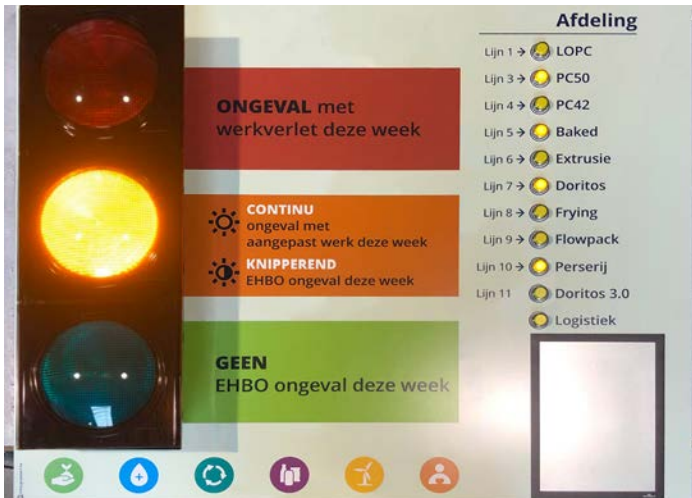 ONGEVAL met
werkverlet deze week
CONTINU
ongeval met
aangepast werk deze week
KNIPPEREND
EHBO ongeval deze week
GEEN
EHBO ongeval deze week
Afdeling
Lijn 1 → LOPC
Lijn 3 → PC50
Lijn 4 → PC42
Lijn 5 → Baked
Lijn 6 → Extrusie
Lijn 7 → Doritos
Lijn 8 → Frying
Lijn 9 → Flowpack
Lijn 10 → Perserij
Lijn 11 Doritos 3.0
Logistiek